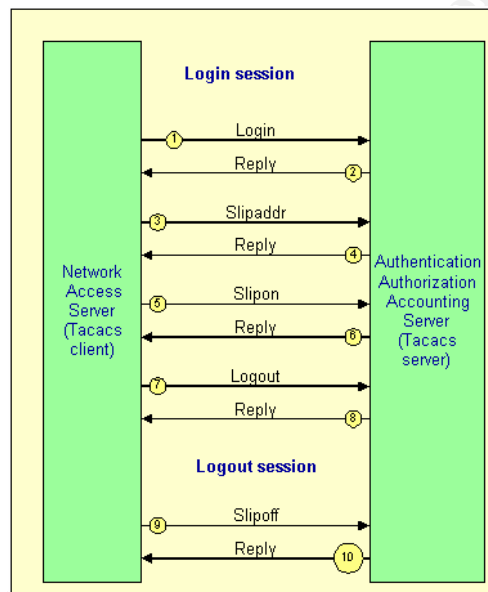 Login session
1 Login
Reply 2
3 Slipaddr
Reply 4
Network
Access
Server
(Tacacs
client)
Authentication
Authorization
Accounting
Server
(Tacacs
server)
5 Slipon
Reply 6
7 Logout
Reply 8
Logout session
9 Slipoff
Reply 10